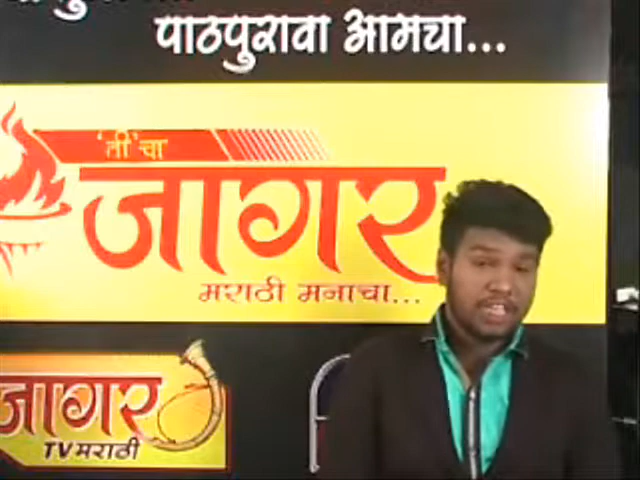 पाठपुरावा आमचा...
'ती'चा
जागर
मराठी मनाचा...
जागर
TV मराठी